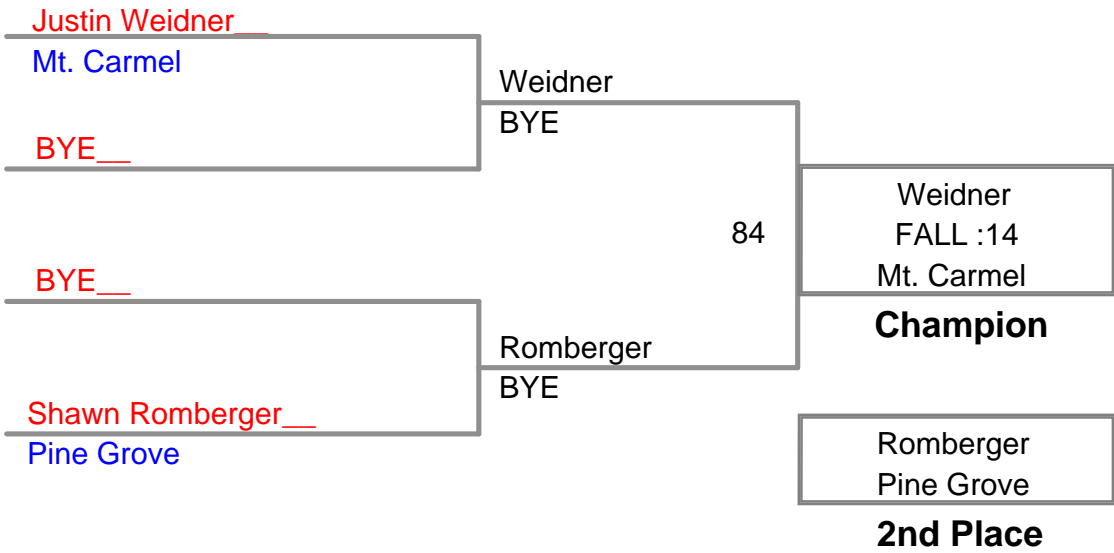 Justin Weidner__
Mt. Carmel
Weidner
BYE
BYE__
Weidner
84
FALL :14
Mt. Carmel
BYE__
Champion
Romberger
BYE
Shawn Romberger__
Pine Grove
Romberger
Pine Grove
2nd Place